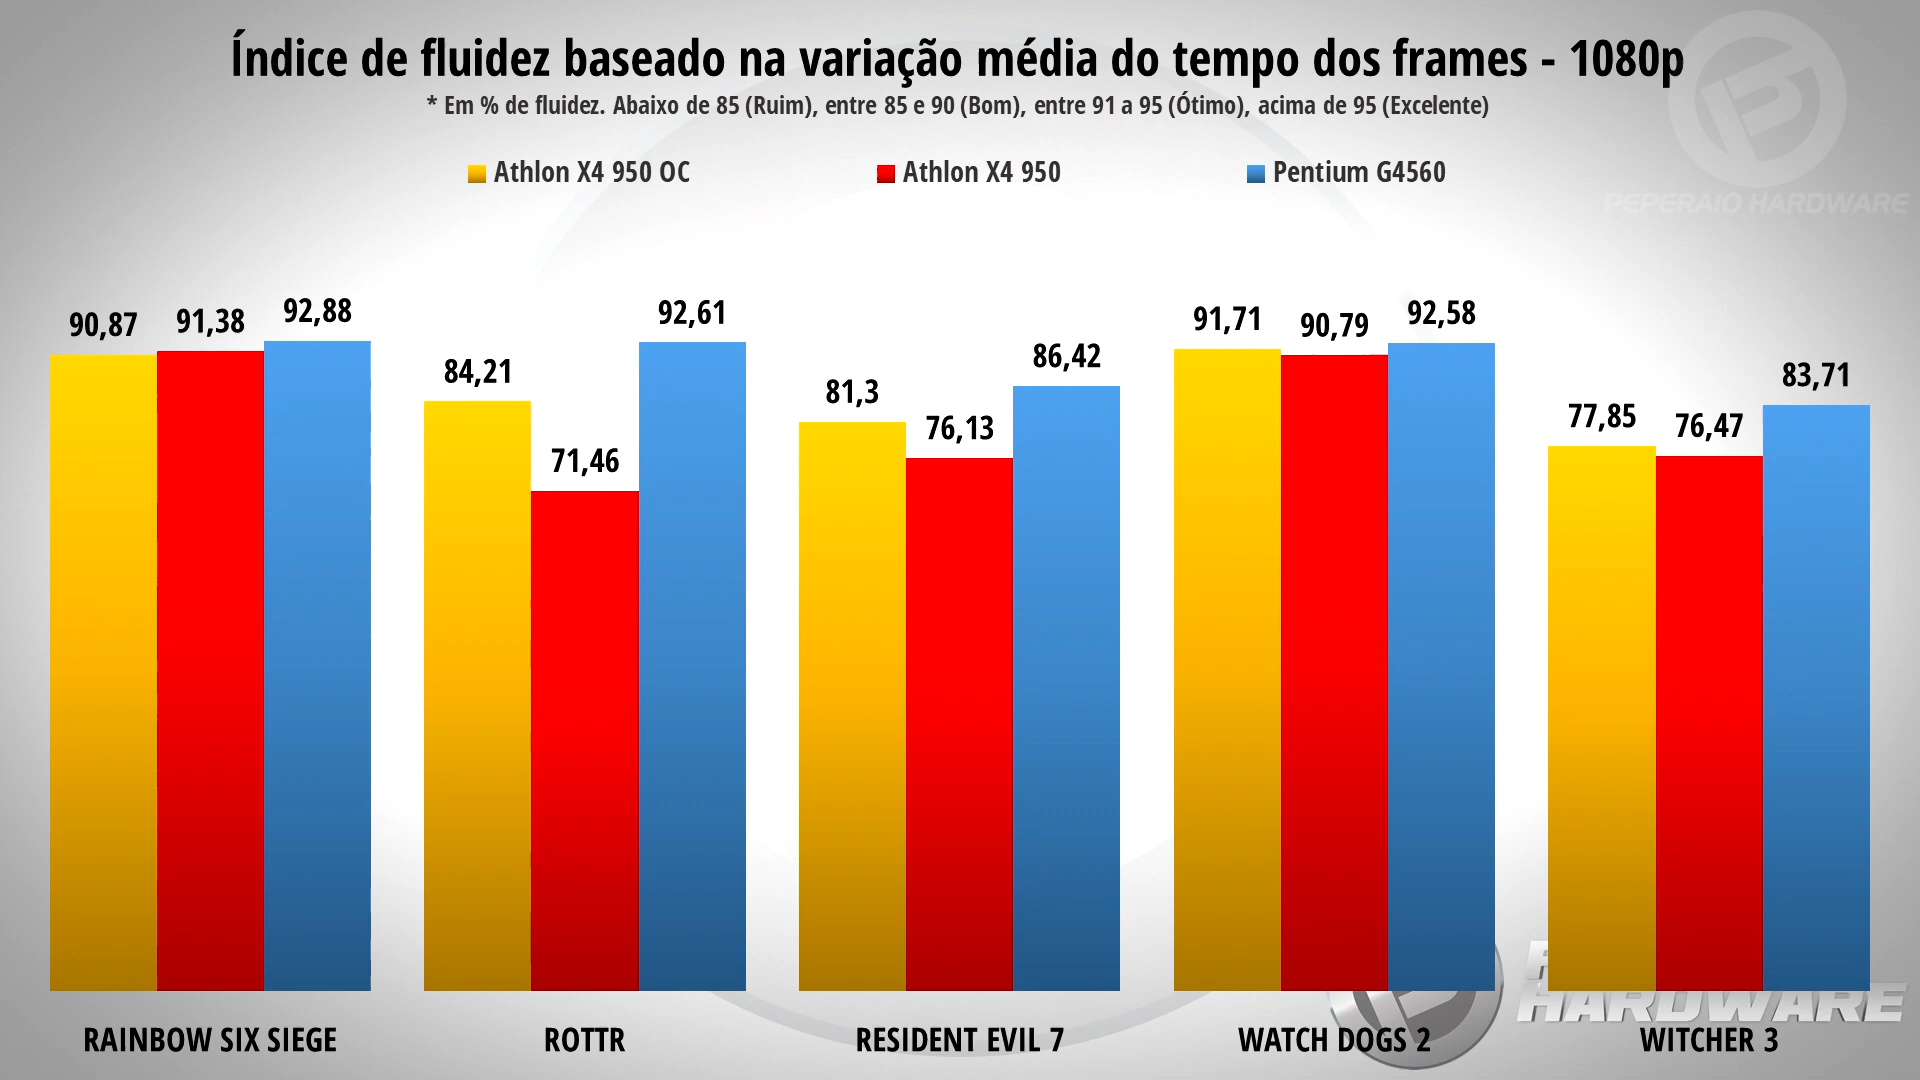 Índice de fluidez baseado na variação média do tempo dos frames - 1080p
* Em % de fluidez. Abaixo de 85 (Ruim), entre 85 e 90 (Bom), entre 91 a 95 (Ótimo), acima de 95 (Excelente)
Athlon X4 950 OC Athlon X4 950 Pentium G4560
PEPERAIO HARDWARE
90,87 91,38 92,88
84,21 71,46 92,61
81,3 76,13 86,42
91,71 90,79 92,58
77,85 76,47 83,71
HARDWARE
RAINBOW SIX SIEGE ROTTR RESIDENT EVIL 7 WATCH DOGS 2 WITCHER 3